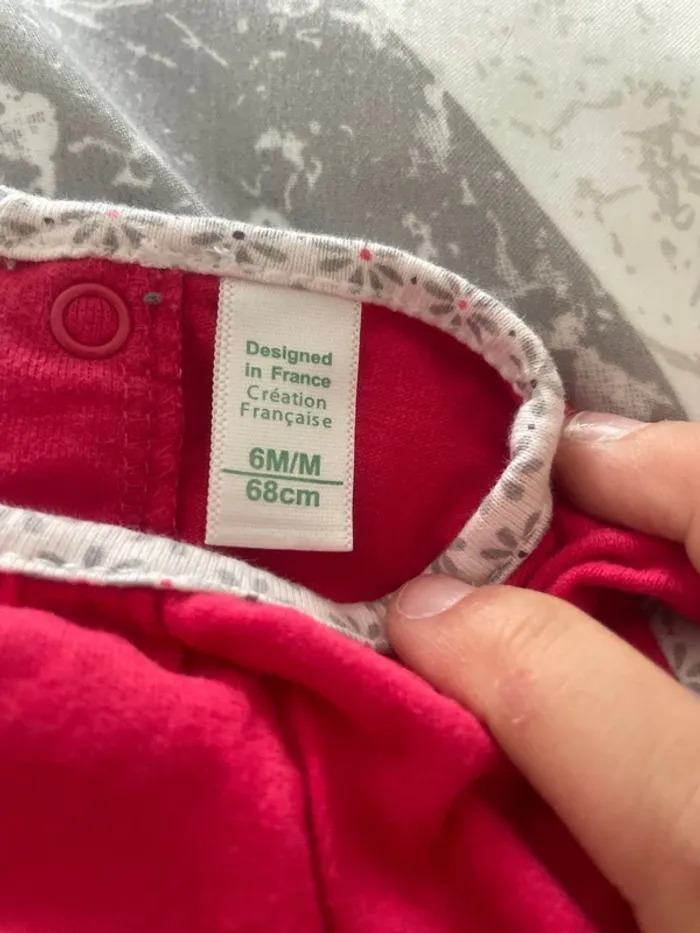 Designed
in France
Création
Française
6M/M
68cm